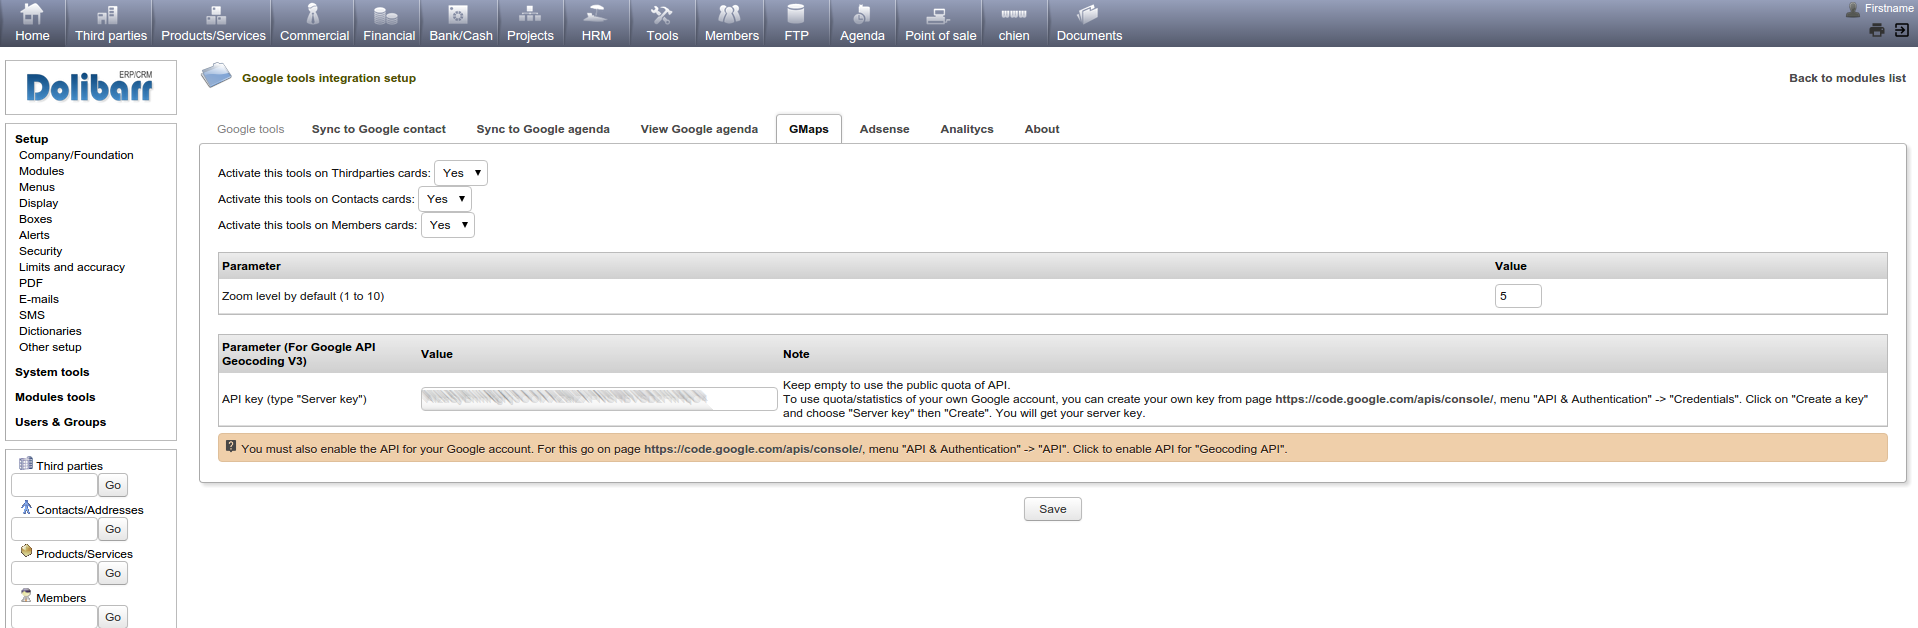 Home Third parties Products/Services Commercial Financial Bank/Cash Projects HRM Tools Members FTP Agenda Point of sale chien Documents
Firstname
Dolibarr ERP/CRM
Google tools integration setup
Back to modules list
Google tools Sync to Google contact Sync to Google agenda View Google agenda GMaps Adsense Analitycs About
Setup
Company/Foundation
Modules
Menus
Display
Boxes
Alerts
Security
Limits and accuracy
PDF
E-mails
SMS
Dictionaries
Other setup
System tools
Modules tools
Users & Groups
Third parties
Go
Contacts/Addresses
Go
Products/Services
Go
Members
Go
Activate this tools on Thirdparties cards: Yes
Activate this tools on Contacts cards: Yes
Activate this tools on Members cards: Yes
Parameter Value
Zoom level by default (1 to 10) 5
Parameter (For Google API
Geocoding V3) Value Note
API key (type "Server key")
Keep empty to use the public quota of API.
To use quota/statistics of your own Google account, you can create your own key from page https://code.google.com/apis/console/, menu "API & Authentication" -> "Credentials". Click on "Create a key"
and choose "Server key" then "Create". You will get your server key.
You must also enable the API for your Google account. For this go on page https://code.google.com/apis/console/, menu "API & Authentication" -> "API". Click to enable API for "Geocoding API".
Save